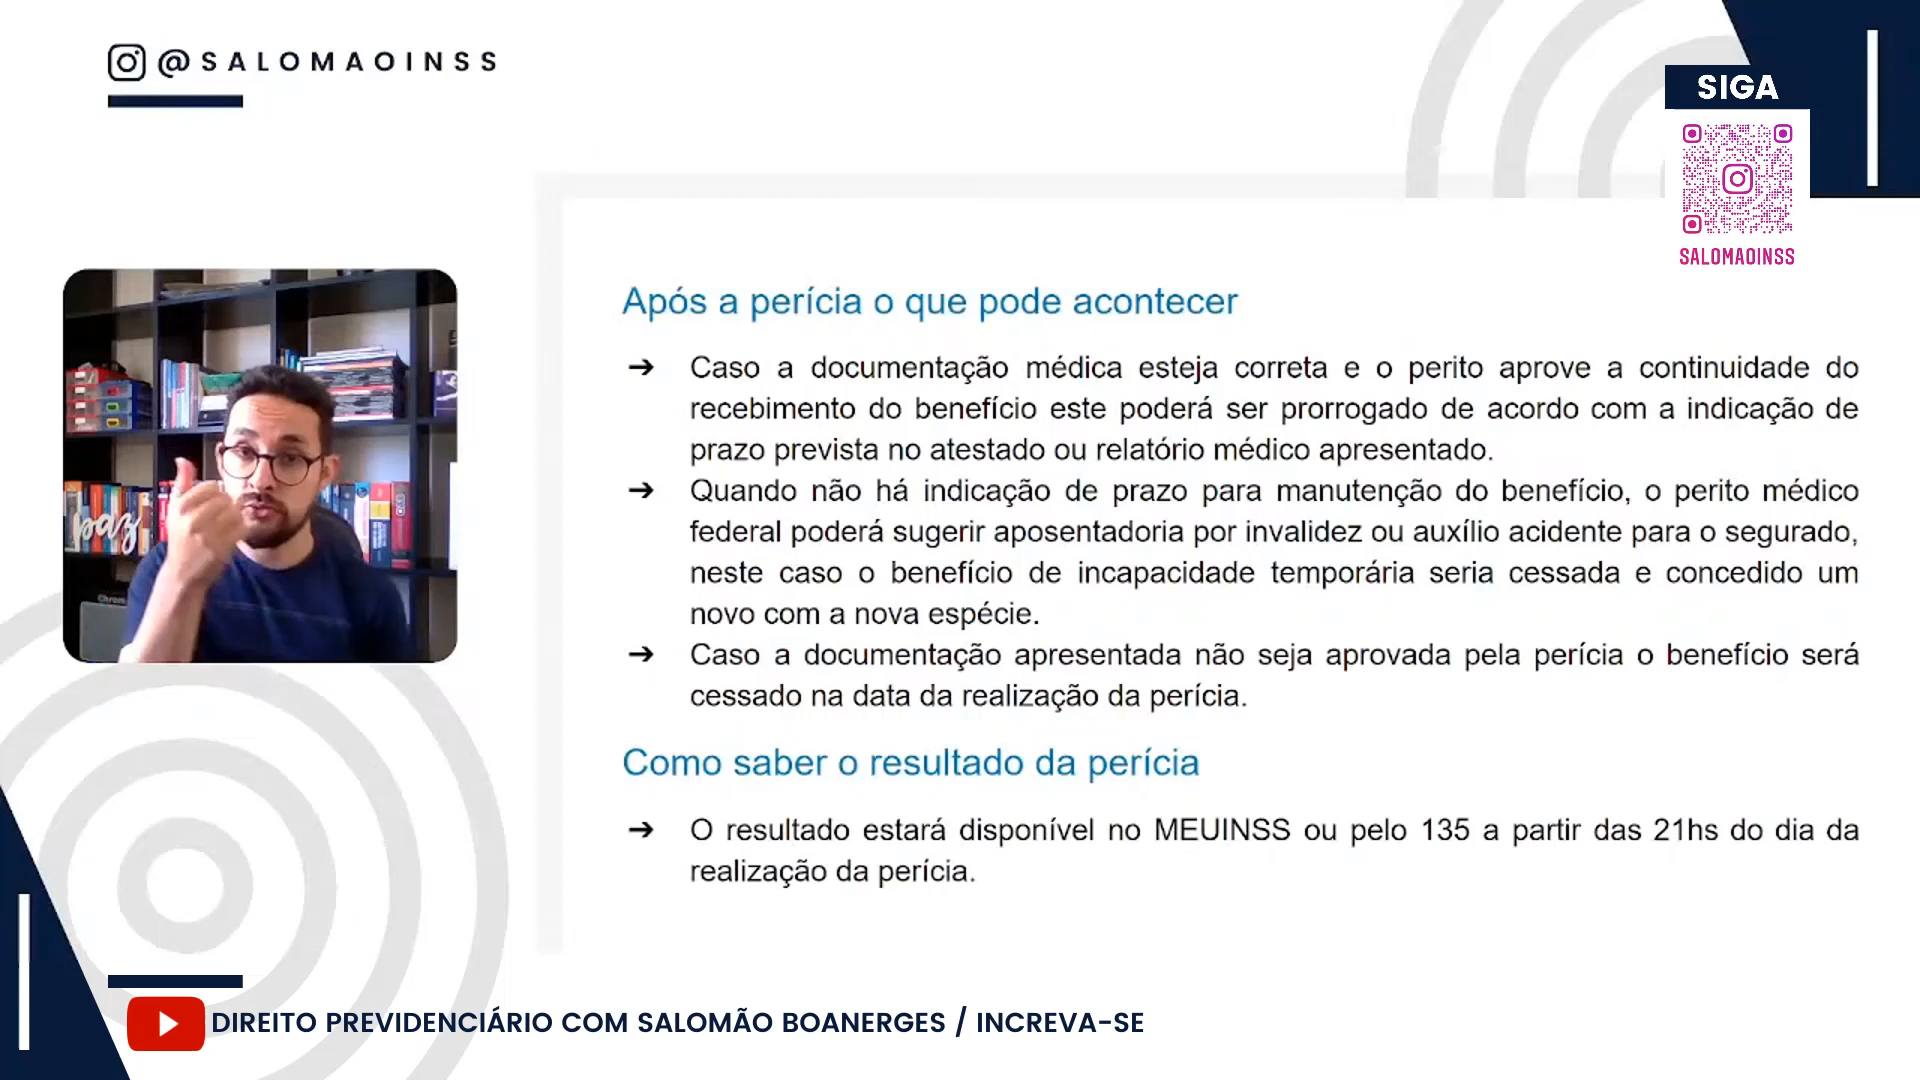 @SALOMAOINSS
SIGA
SALOMAOINSS
Após a perícia o que pode acontecer
➔ Caso a documentação médica esteja correta e o perito aprove a continuidade do
recebimento do benefício este poderá ser prorrogado de acordo com a indicação de
prazo prevista no atestado ou relatório médico apresentado.
➔ Quando não há indicação de prazo para manutenção do benefício, o perito médico
federal poderá sugerir aposentadoria por invalidez ou auxílio acidente para o segurado,
neste caso o benefício de incapacidade temporária seria cessada e concedido um
novo com a nova espécie.
➔ Caso a documentação apresentada não seja aprovada pela perícia o benefício será
cessado na data da realização da perícia.
Como saber o resultado da perícia
➔ O resultado estará disponível no MEUINSS ou pelo 135 a partir das 21hs do dia da
realização da perícia.
paz
DIREITO PREVIDENCIÁRIO COM SALOMÃO BOANERGES / INCREVA-SE